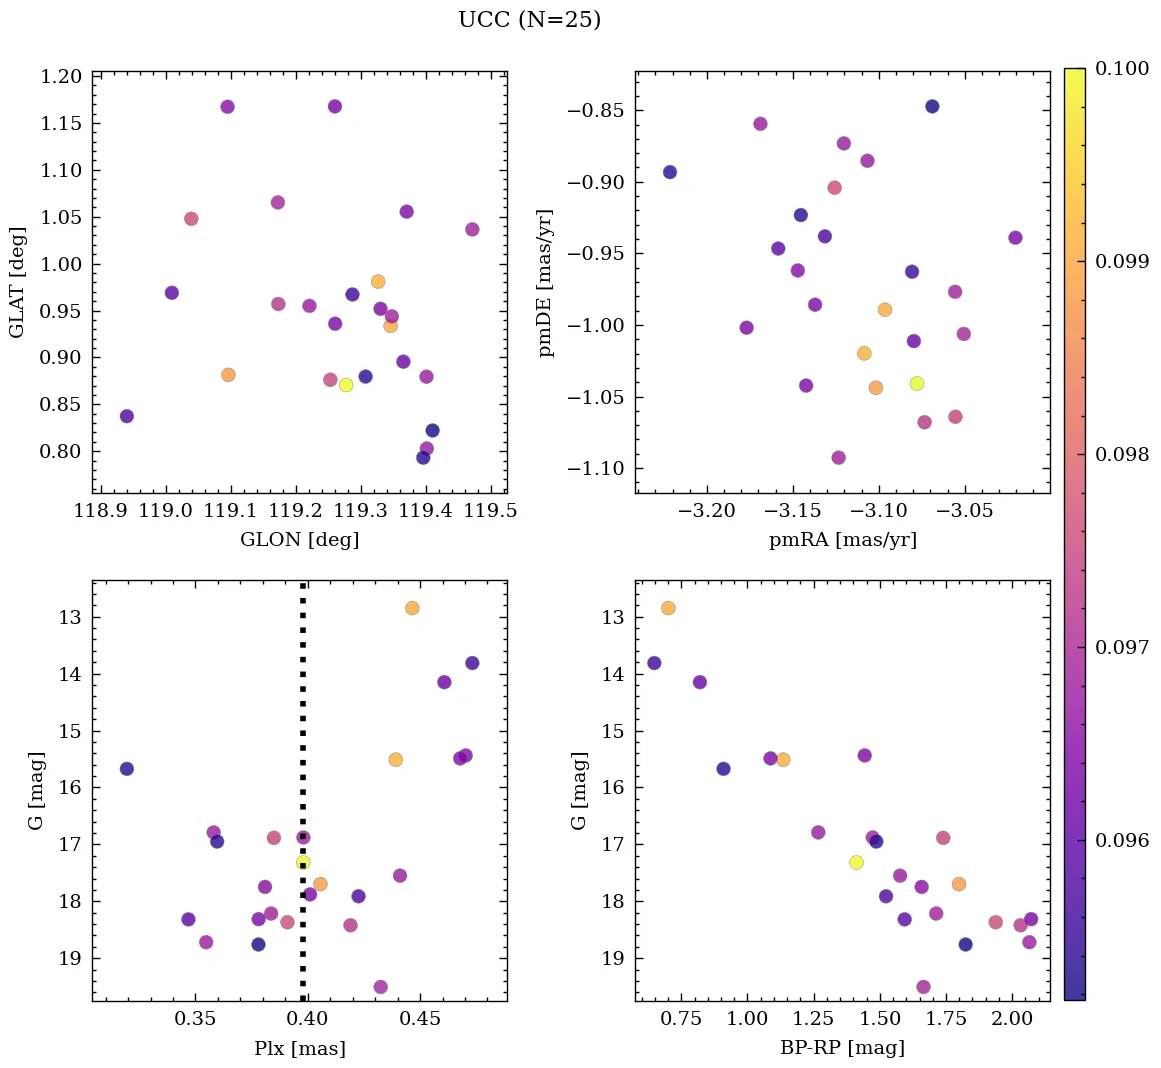 UCC (N=25)
1.20
1.15
1.10
1.05
1.00
0.95
0.90
0.85
0.80
GLAT [deg]
118.9 119.0 119.1 119.2 119.3 119.4 119.5
GLON [deg]
−0.85
−0.90
−0.95
−1.00
−1.05
−1.10
pmDE [mas/yr]
−3.20 −3.15 −3.10 −3.05
pmRA [mas/yr]
13
14
15
16
17
18
19
G [mag]
0.35 0.40 0.45
Plx [mas]
13
14
15
16
17
18
19
G [mag]
0.75 1.00 1.25 1.50 1.75 2.00
BP-RP [mag]
0.100
0.099
0.098
0.097
0.096